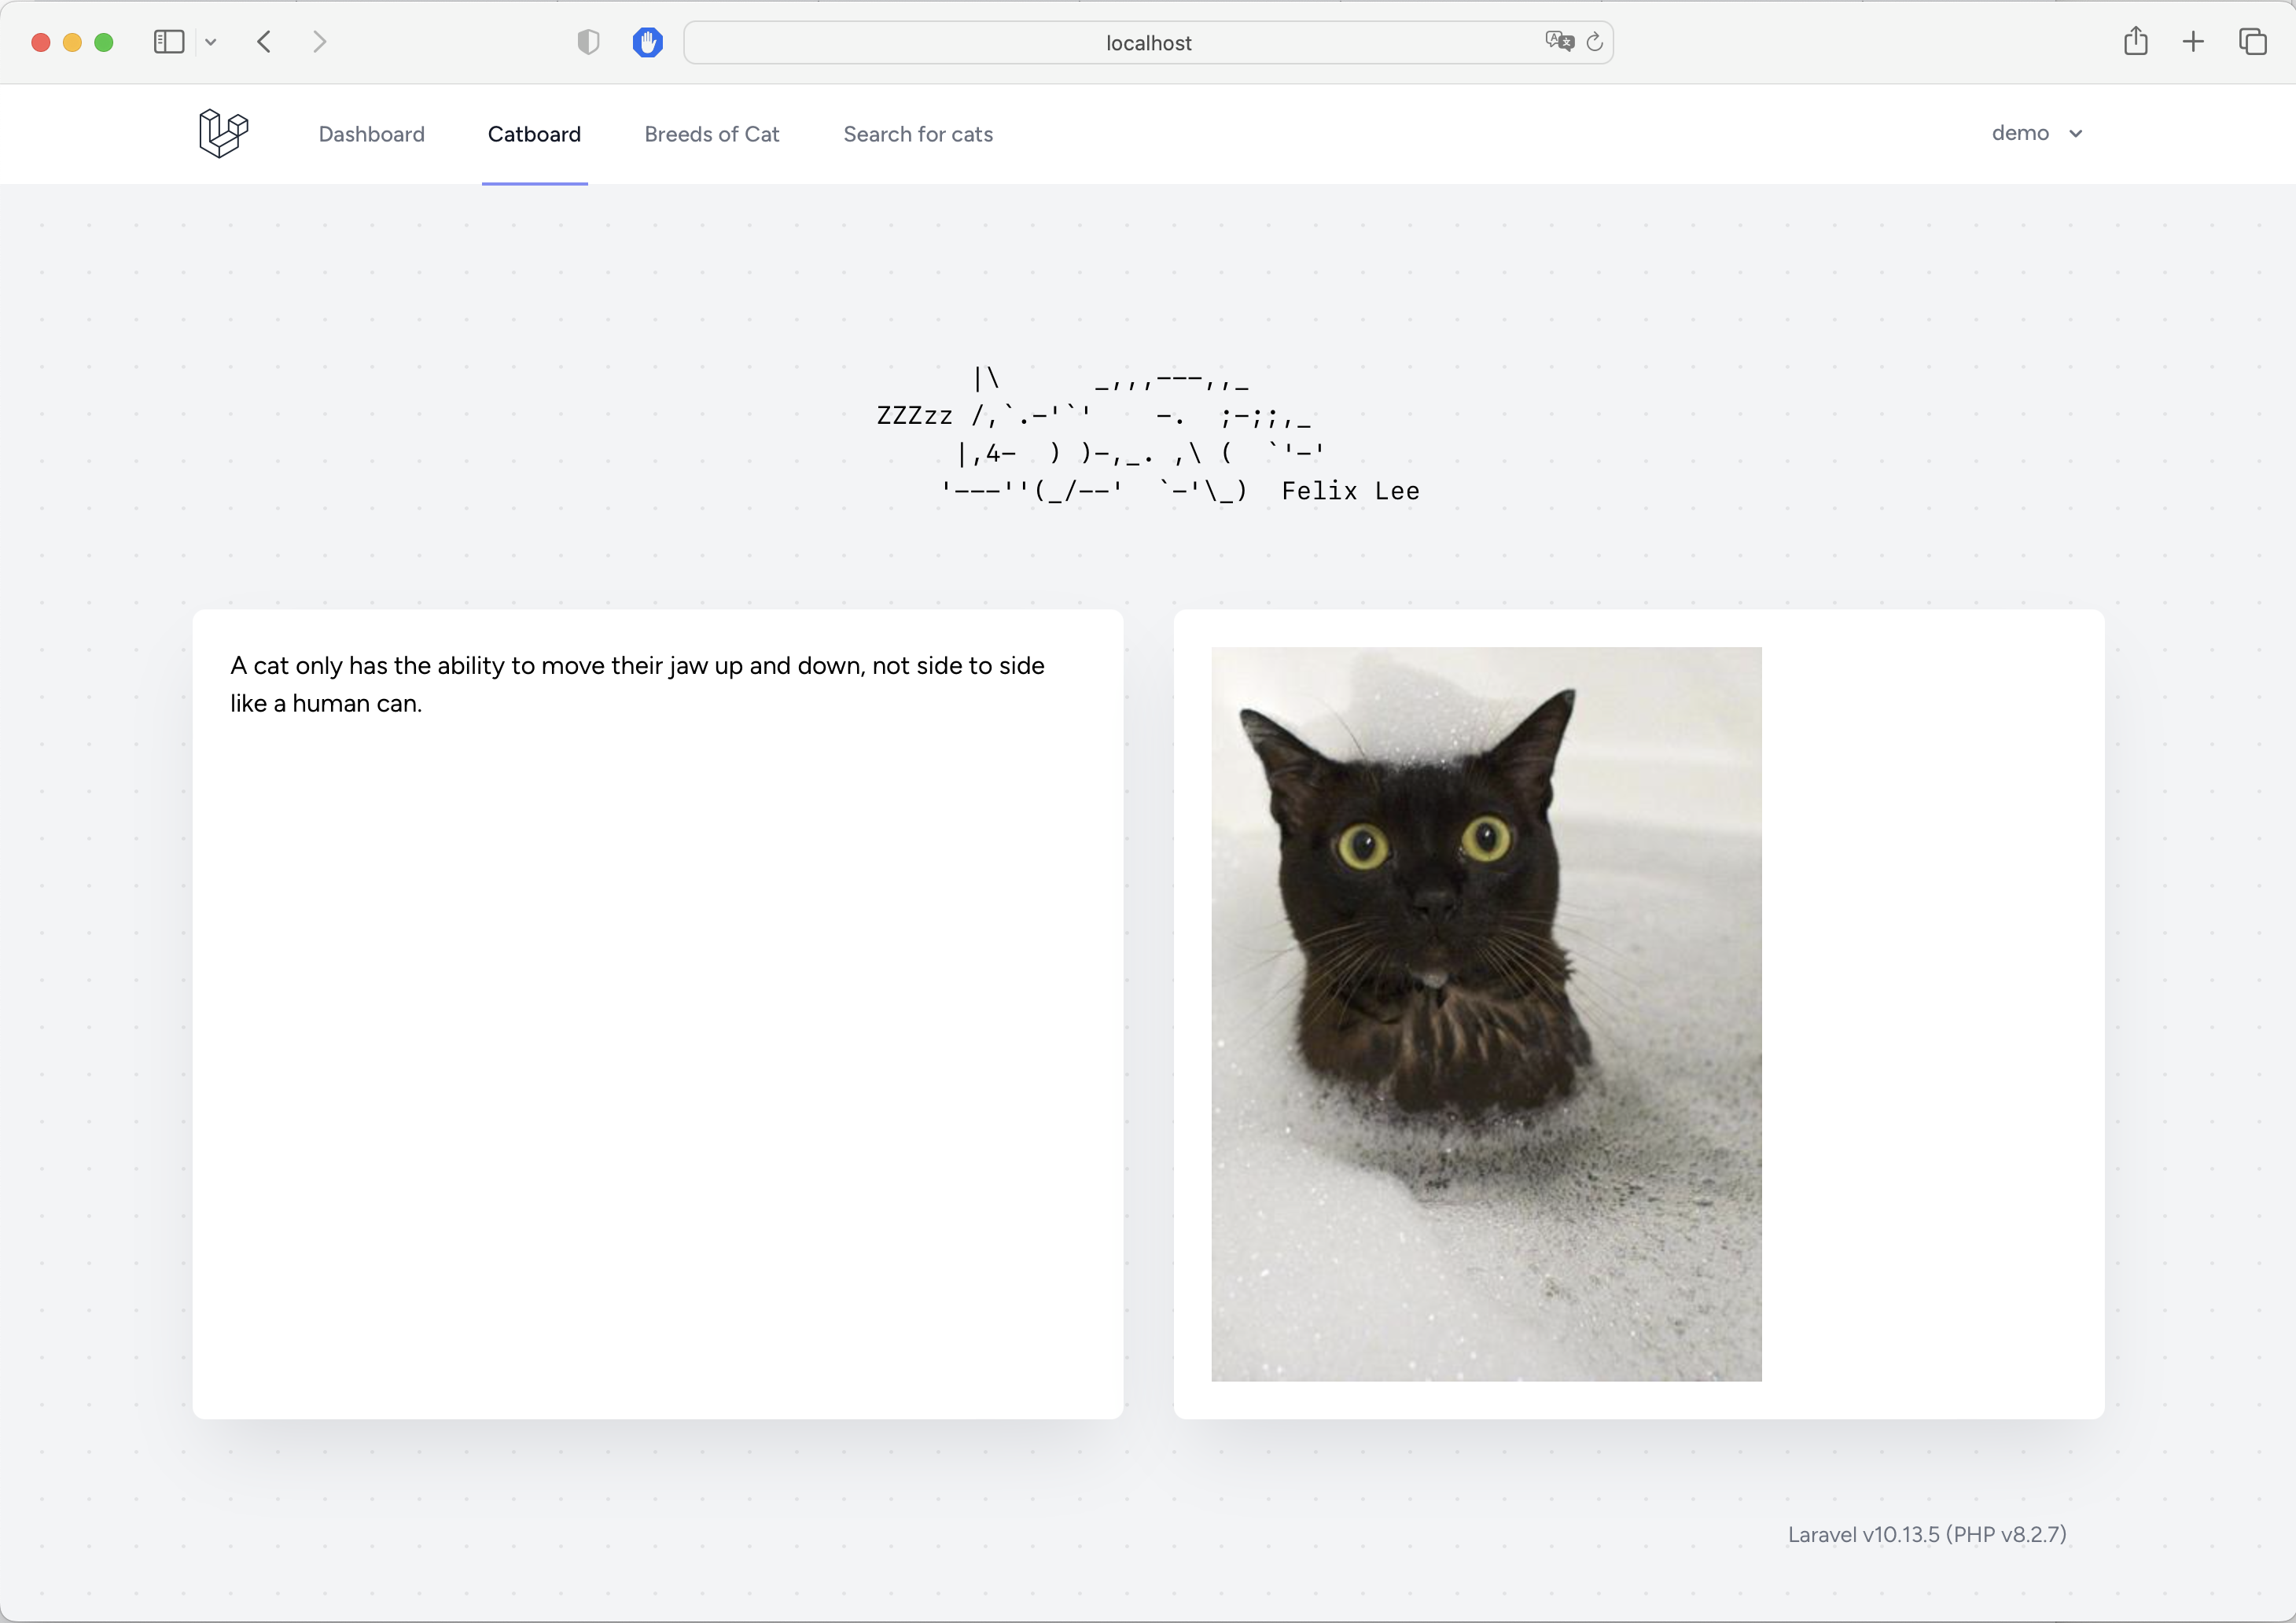 localhost
Dashboard Catboard Breeds of Cat Search for cats demo
|\      _,,,---,,_
ZZZzz /,`.-'`'    -.  ;-;;,_
|,4-  ) )-,_. ,\ (  `'-'
'---''(_/--'  `-'\_)  Felix Lee
A cat only has the ability to move their jaw up and down, not side to side
like a human can.
Laravel v10.13.5 (PHP v8.2.7)